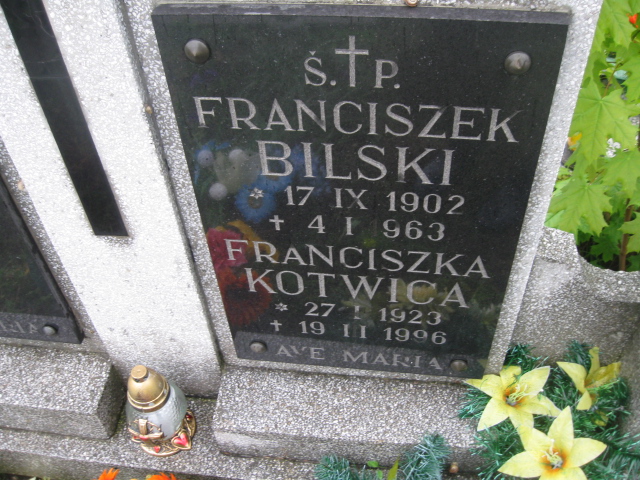 Ś.†P.
FRANCISZEK
BILSKI
* 17 IX 1902
† 4 I 963
FRANCISZKA
KOTWICA
* 27 I 1923
† 19 II 1996
AVE MARIA